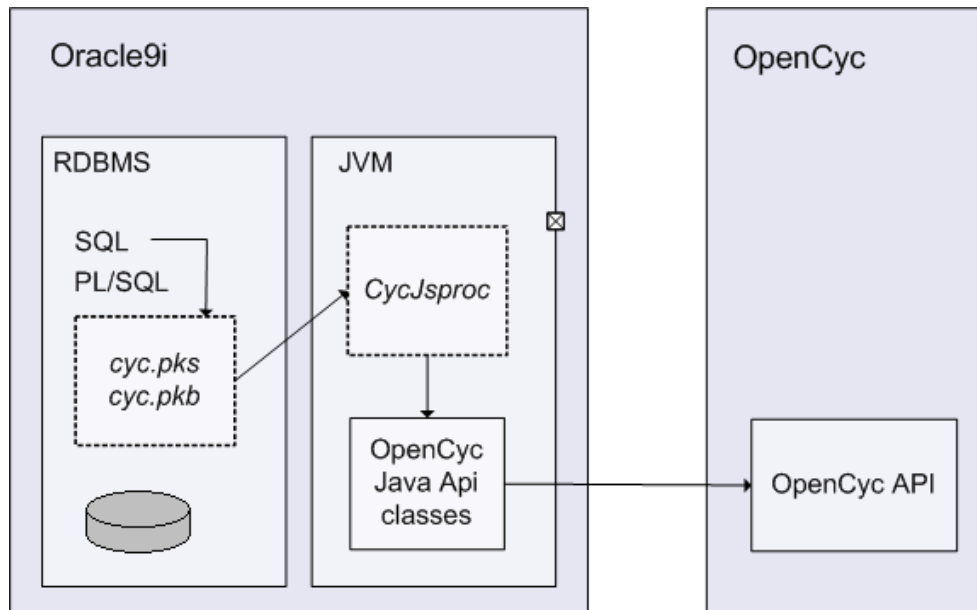 Oracle9i
RDBMS
SQL
PL/SQL
cyc.pks
cyc.pkb
JVM
CycJsproc
OpenCyc
Java Api
classes
OpenCyc
OpenCyc API